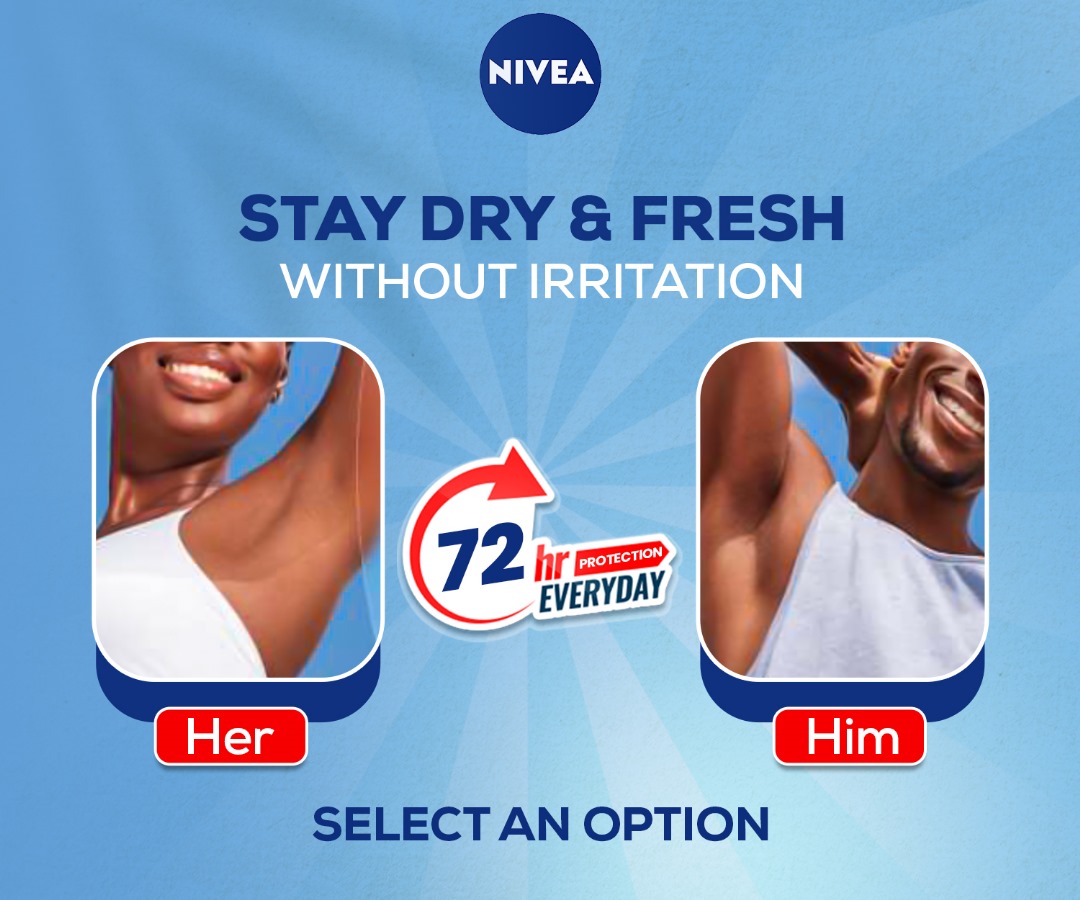 NIVEA
STAY DRY & FRESH
WITHOUT IRRITATION
72 hr PROTECTION
EVERYDAY
Her
Him
SELECT AN OPTION